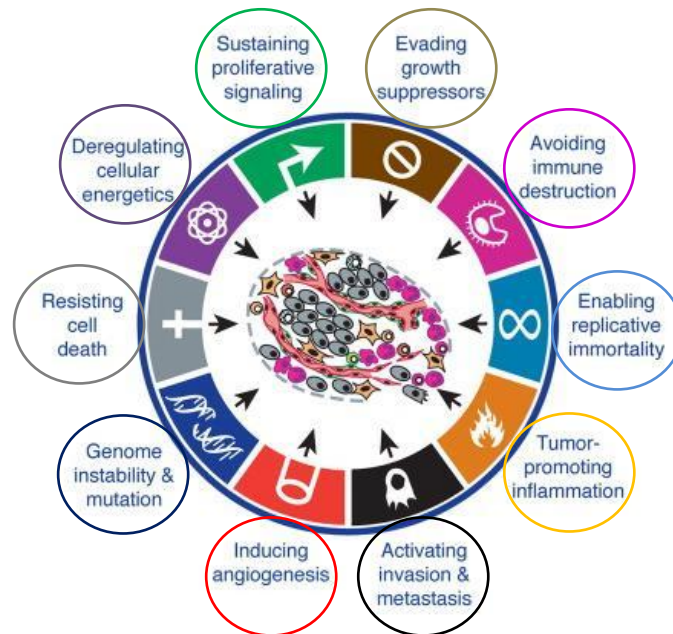 Sustaining
proliferative
signaling
Evading
growth
suppressors
Avoiding
immune
destruction
Enabling
replicative
immortality
Tumor-
promoting
inflammation
Activating
invasion &
metastasis
Inducing
angiogenesis
Genome
instability &
mutation
Resisting
cell
death
Deregulating
cellular
energetics